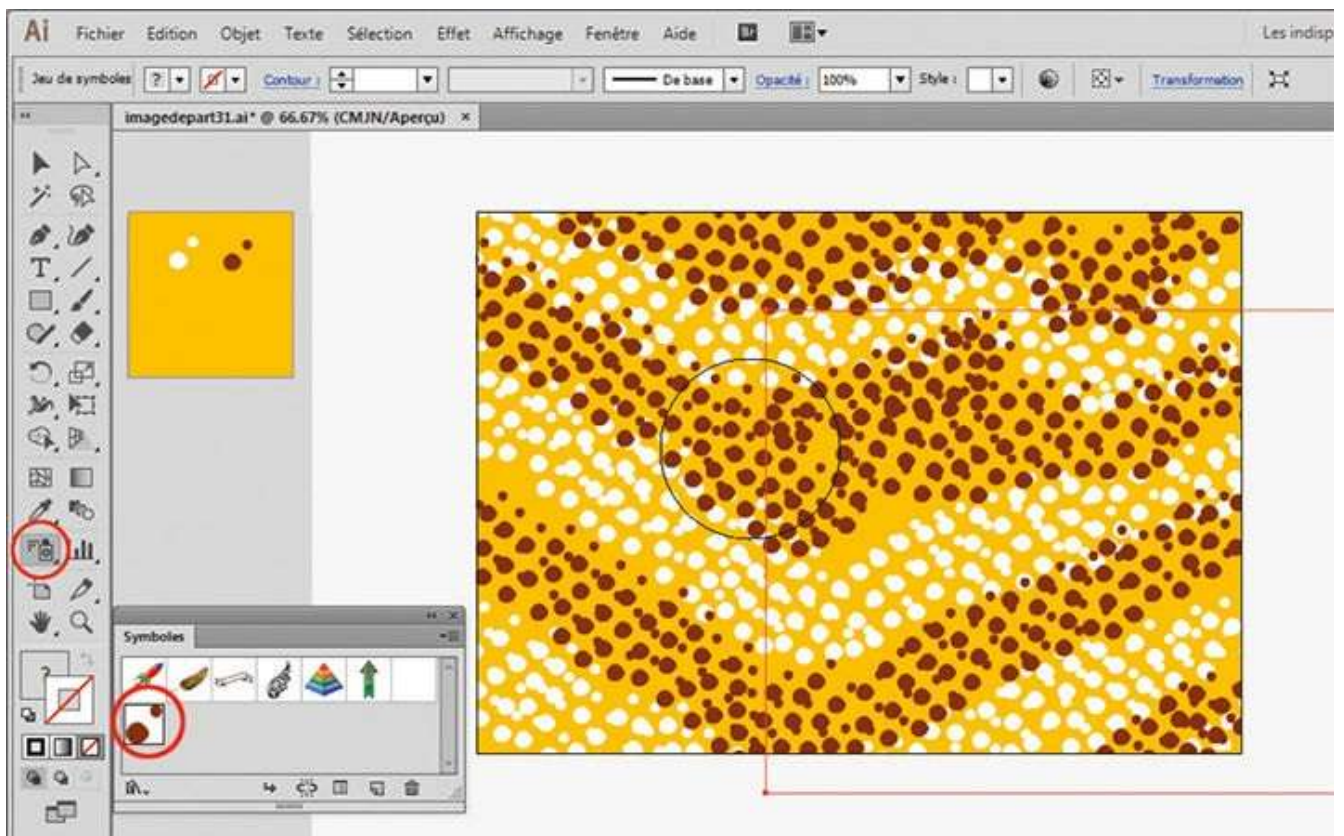 Ai Fichier Edition Objet Texte Sélection Effet Affichage Fenêtre Aide Br Les indisp
Jeu de symboles ? Contour : De base Opacité : 100% Style : Transformation
imagedepart31.ai* @ 66.67% (CMJN/Aperçu) ×
T
?
Symboles